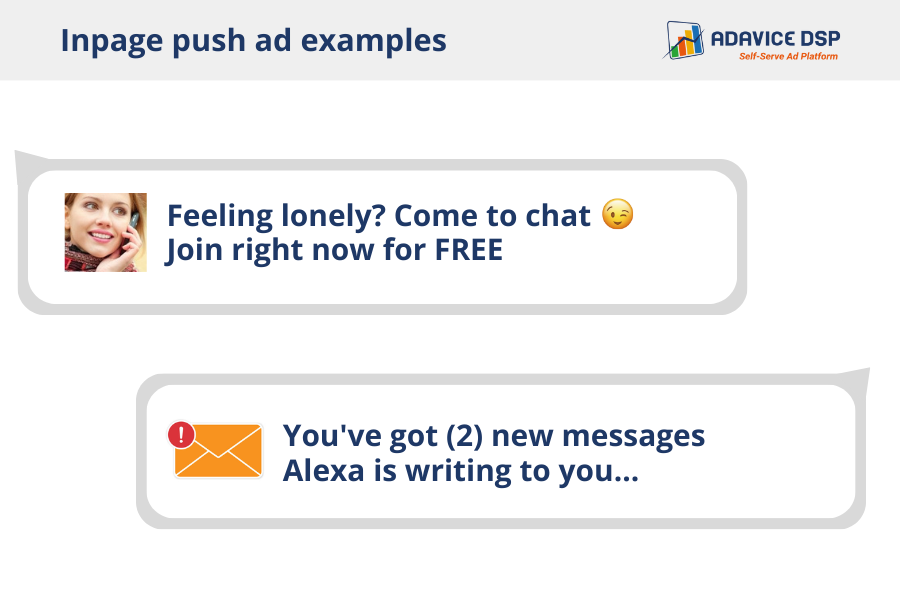 Inpage push ad examples
ADAVICE DSP
Self-Serve Ad Platform
Feeling lonely? Come to chat 😉
Join right now for FREE
!
You've got (2) new messages
Alexa is writing to you...